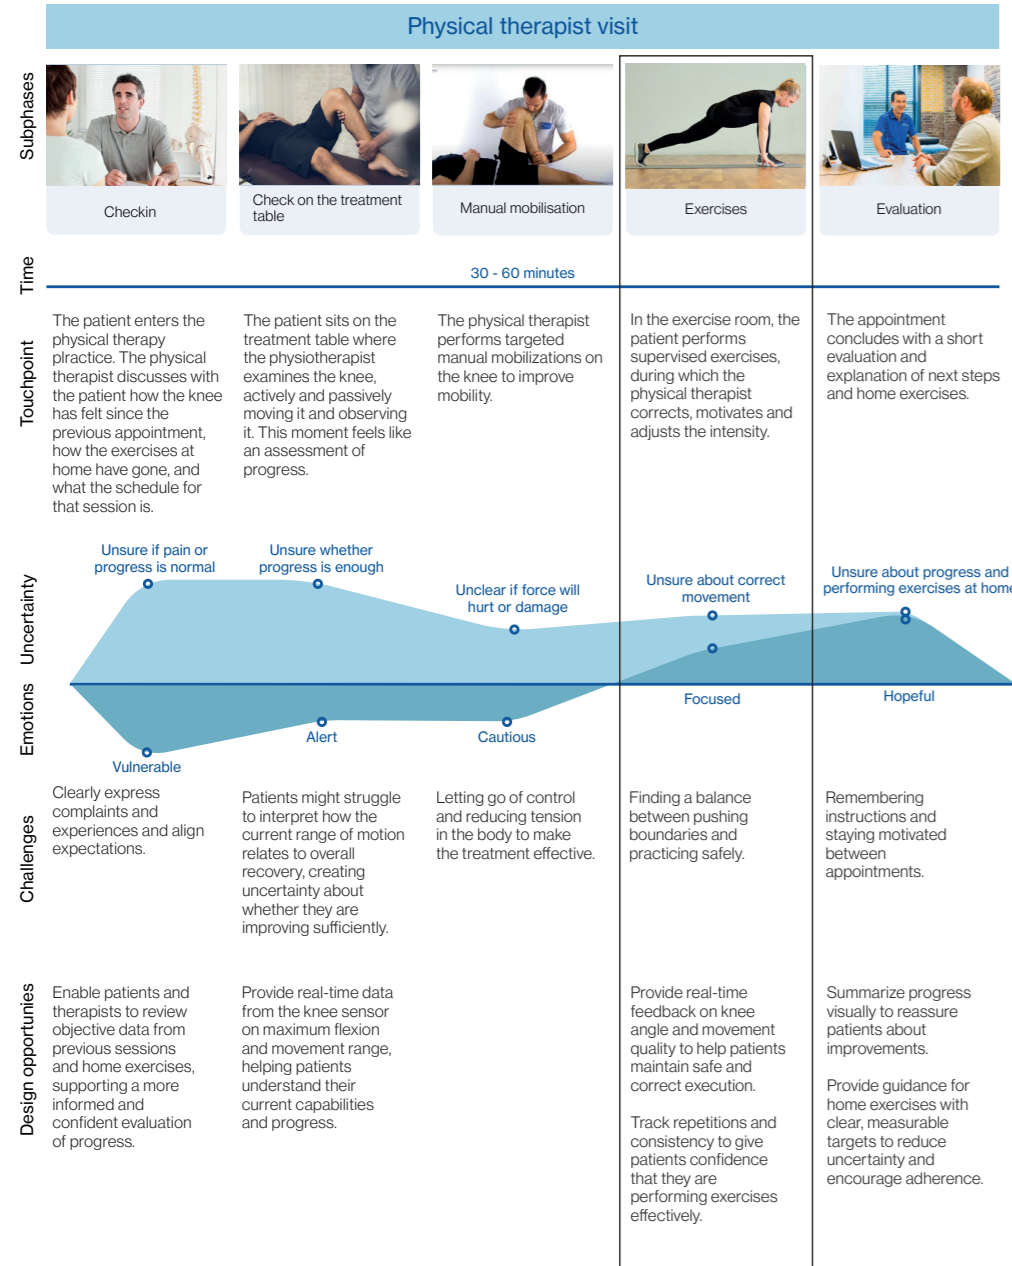 Physical therapist visit
Subphases
Checkin
Check on the treatment
table
Manual mobilisation
Exercises
Evaluation
Time
30 - 60 minutes
Touchpoint
The patient enters the
physical therapy
plractice. The physical
therapist discusses with
the patient how the knee
has felt since the
previous appointment,
how the exercises at
home have gone, and
what the schedule for
that session is.
The patient sits on the
treatment table where
the physiotherapist
examines the knee,
actively and passively
moving it and observing
it. This moment feels like
an assessment of
progress.
The physical therapist
performs targeted
manual mobilizations on
the knee to improve
mobility.
In the exercise room, the
patient performs
supervised exercises,
during which the
physical therapist
corrects, motivates and
adjusts the intensity.
The appointment
concludes with a short
evaluation and
explanation of next steps
and home exercises.
Uncertainty
Unsure if pain or
progress is normal
Unsure whether
progress is enough
Unclear if force will
hurt or damage
Unsure about correct
movement
Unsure about progress and
performing exercises at home
Emotions
Vulnerable
Alert
Cautious
Focused
Hopeful
Challenges
Clearly express
complaints and
experiences and align
expectations.
Patients might struggle
to interpret how the
current range of motion
relates to overall
recovery, creating
uncertainty about
whether they are
improving sufficiently.
Letting go of control
and reducing tension
in the body to make
the treatment effective.
Finding a balance
between pushing
boundaries and
practicing safely.
Remembering
instructions and
staying motivated
between
appointments.
Design opportunies
Enable patients and
therapists to review
objective data from
previous sessions
and home exercises,
supporting a more
informed and
confident evaluation
of progress.
Provide real-time data
from the knee sensor
on maximum flexion
and movement range,
helping patients
understand their
current capabilities
and progress.
Provide real-time
feedback on knee
angle and movement
quality to help patients
maintain safe and
correct execution.
Track repetitions and
consistency to give
patients confidence
that they are
performing exercises
effectively.
Summarize progress
visually to reassure
patients about
improvements.
Provide guidance for
home exercises with
clear, measurable
targets to reduce
uncertainty and
encourage adherence.